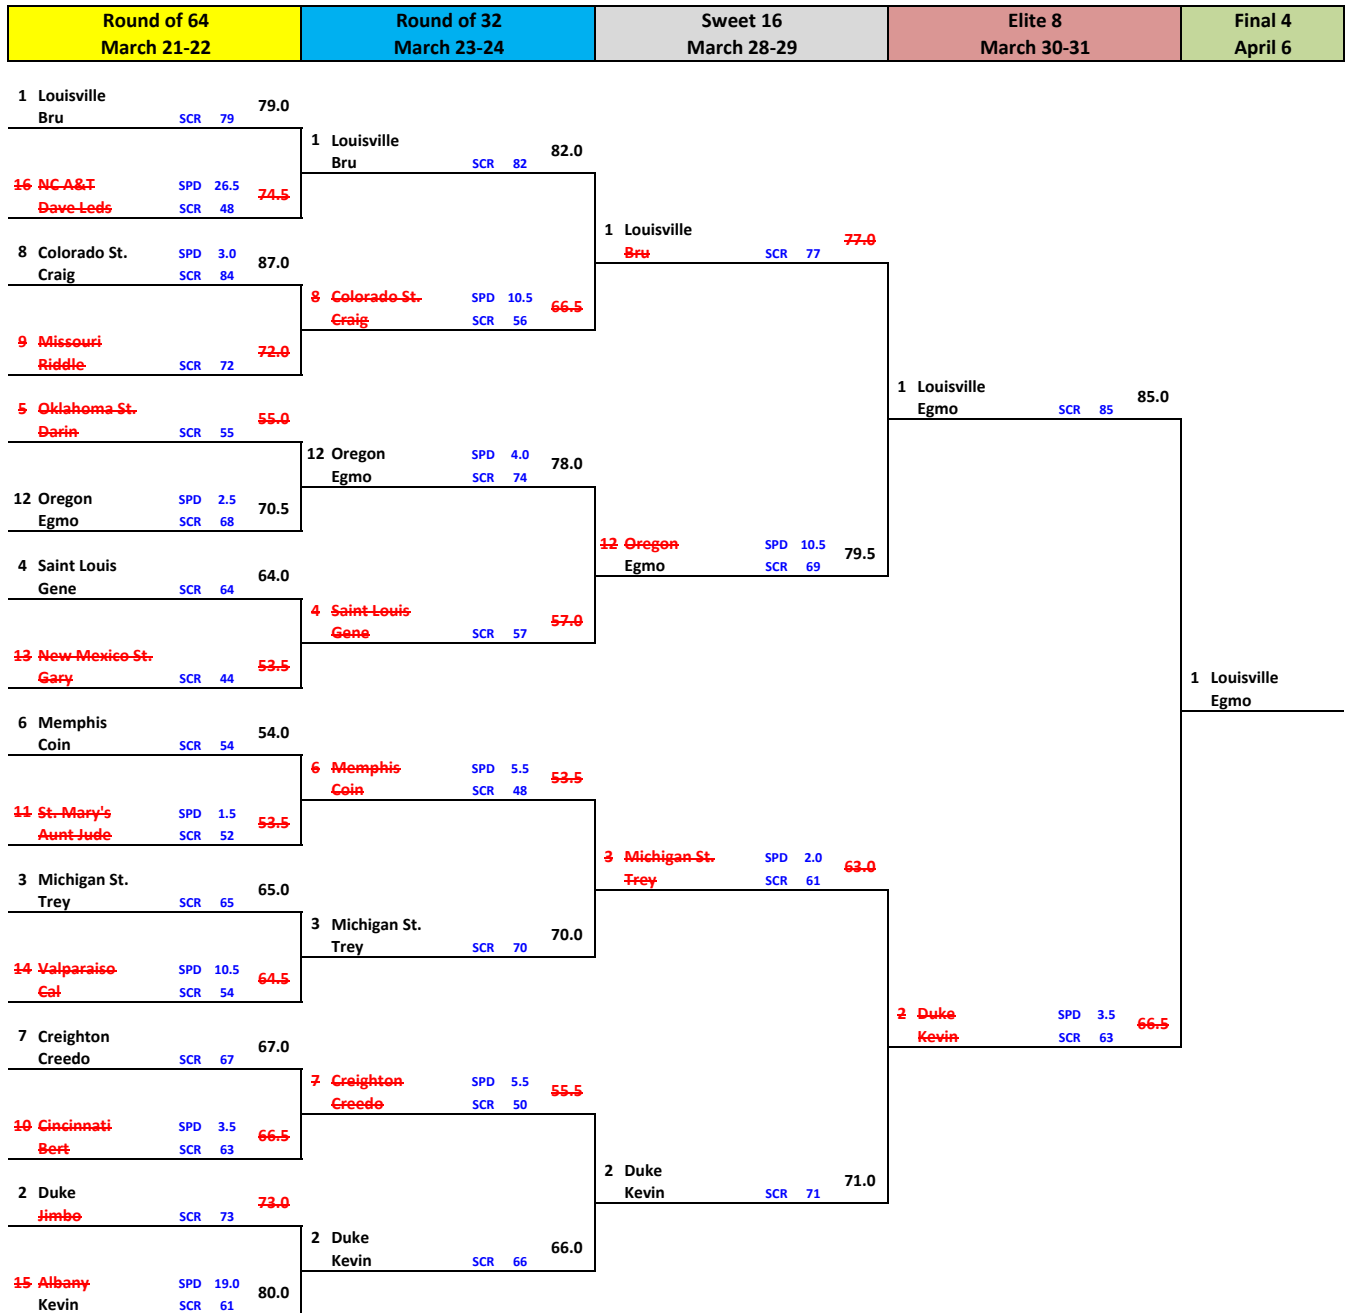 Round of 64
March 21-22
Round of 32
March 23-24
Sweet 16
March 28-29
Elite 8
March 30-31
Final 4
April 6
1 Louisville 79.0
Bru SCR 79
16 NC A&T SPD 26.5 74.5
Dave Leds SCR 48
8 Colorado St. SPD 3.0 87.0
Craig SCR 84
9 Missouri 72.0
Riddle SCR 72
5 Oklahoma St. 55.0
Darin SCR 55
12 Oregon SPD 2.5 70.5
Egmo SCR 68
4 Saint Louis 64.0
Gene SCR 64
13 New Mexico St. 53.5
Gary SCR 44
6 Memphis 54.0
Coin SCR 54
11 St. Mary's SPD 1.5 53.5
Aunt Jude SCR 52
3 Michigan St. 65.0
Trey SCR 65
14 Valparaiso SPD 10.5 64.5
Cal SCR 54
7 Creighton 67.0
Creedo SCR 67
10 Cincinnati SPD 3.5 66.5
Bert SCR 63
2 Duke 73.0
Jimbo SCR 73
15 Albany SPD 19.0 80.0
Kevin SCR 61
1 Louisville 82.0
Bru SCR 82
8 Colorado St. SPD 10.5 66.5
Craig SCR 56
12 Oregon SPD 4.0 78.0
Egmo SCR 74
4 Saint Louis 57.0
Gene SCR 57
6 Memphis SPD 5.5 53.5
Coin SCR 48
3 Michigan St. 70.0
Trey SCR 70
7 Creighton SPD 5.5 55.5
Creedo SCR 50
2 Duke 66.0
Kevin SCR 66
1 Louisville 77.0
Bru SCR 77
12 Oregon SPD 10.5 79.5
Egmo SCR 69
3 Michigan St. SPD 2.0 63.0
Trey SCR 61
2 Duke 71.0
Kevin SCR 71
1 Louisville 85.0
Egmo SCR 85
2 Duke SPD 3.5 66.5
Kevin SCR 63
1 Louisville
Egmo